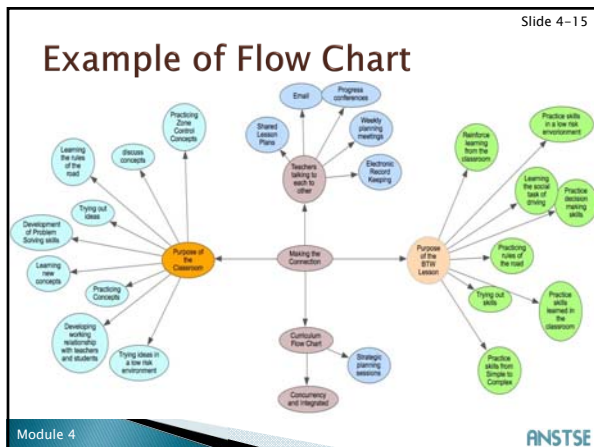 Slide 4-15
Example of Flow Chart
Practicing
Zone
Control
Concepts
discuss
concepts
Learning
the rules
of the
road
Trying out
ideas
Development
of Problem
Solving skills
Learning
new
concepts
Practicing
Concepts
Developing
working
relationship
with teachers
and students
Trying ideas in
a low risk
environment
Purpose of
the
Classroom
Email
Progress
conferences
Shared
Lesson
Plans
Weekly
planning
meetings
Electronic
Record
Keeping
Teachers
talking to
each to
other
Making the
Connection
Curriculum
Flow Chart
Strategic
planning
sessions
Concurrency
and Integrated
Purpose
of the
BTW
Lesson
Reinforce
learning
from the
classroom
Practice skills
in a low risk
envorionment
Learning
the social
task of
driving
Practice
decision
making
skills
Practicing
rules of
the road
Trying out
skills
Practice
skills
learned in
the
classroom
Practice
skills from
Simple to
Complex
Module 4
ANSTSE